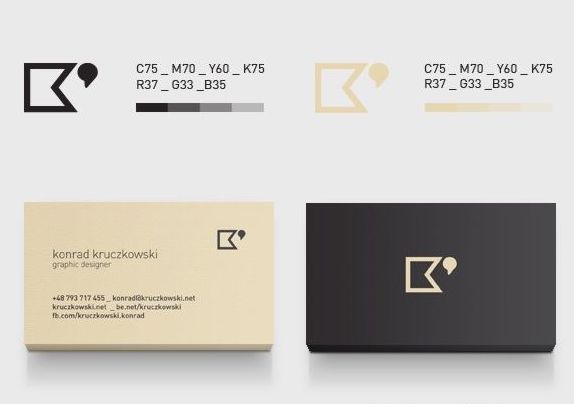 C75 _ M70 _ Y60 _ K75
R37 _ G33 _B35
C75 _ M70 _ Y60 _ K75
R37 _ G33 _B35
konrad kruczkowski
graphic designer
+48 793 717 455 _ konrad@kruczkowski.net
kruczkowski.net _ be.net/kruczkowski
fb.com/kruczkowski.konrad